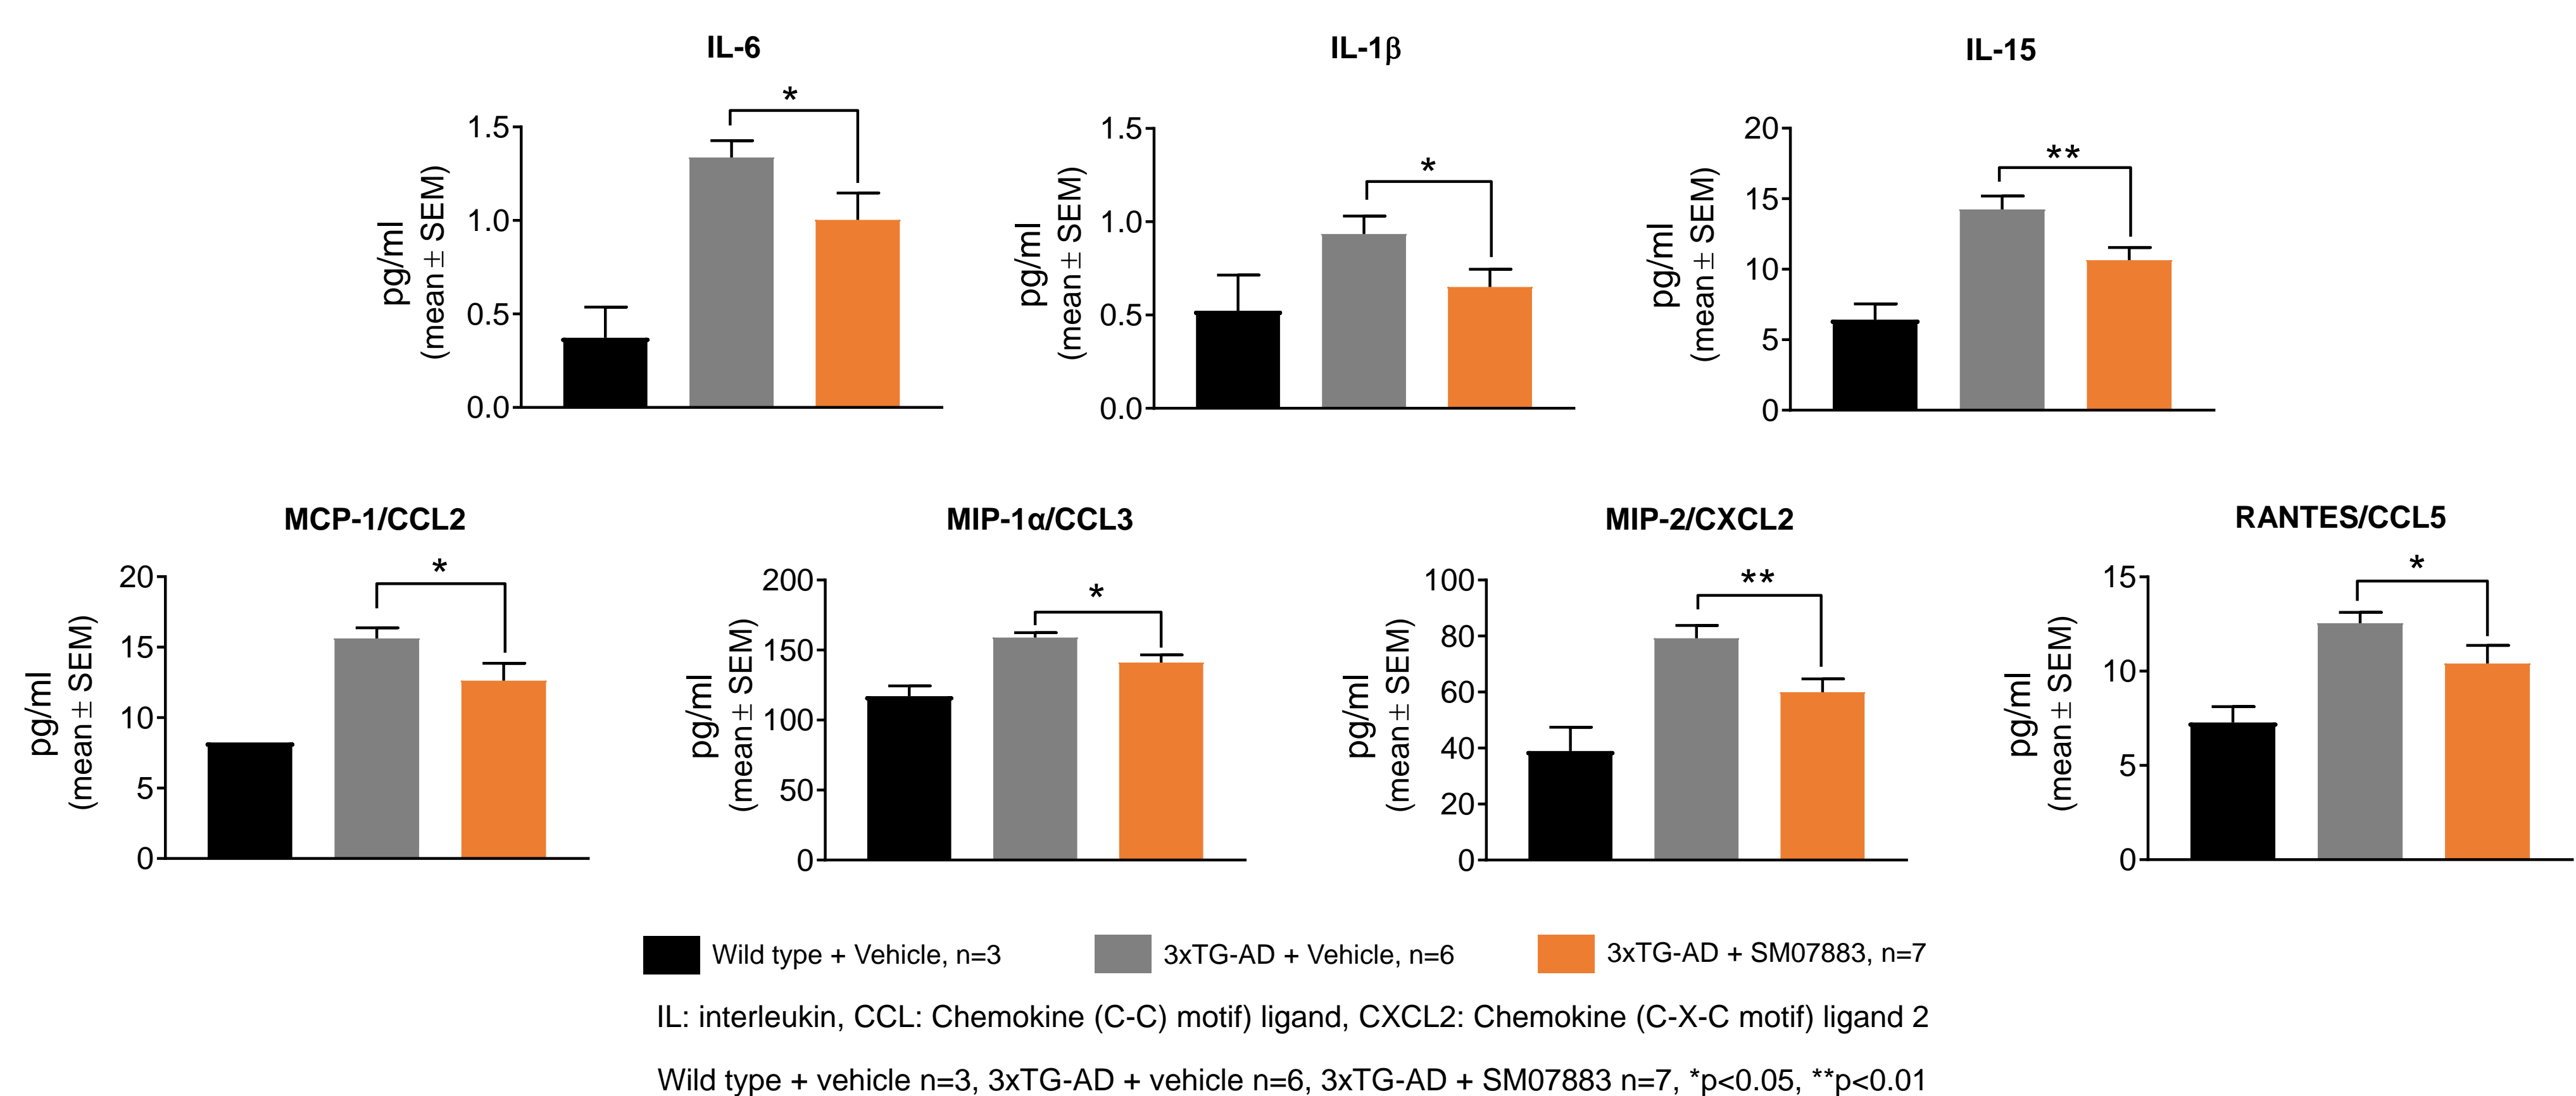 IL-6
IL-1β
IL-15
*
*
**
1.5
1.0
0.5
0.0
pg/ml
(mean ± SEM)
1.5
1.0
0.5
0.0
pg/ml
(mean ± SEM)
20
15
10
5
0
pg/ml
(mean ± SEM)
MCP-1/CCL2
MIP-1α/CCL3
MIP-2/CXCL2
RANTES/CCL5
*
*
**
*
20
15
10
5
0
pg/ml
(mean ± SEM)
200
150
100
50
0
pg/ml
(mean ± SEM)
100
80
60
40
20
0
pg/ml
(mean ± SEM)
15
10
5
0
pg/ml
(mean ± SEM)
Wild type + Vehicle, n=3
3xTG-AD + Vehicle, n=6
3xTG-AD + SM07883, n=7
IL: interleukin, CCL: Chemokine (C-C) motif) ligand, CXCL2: Chemokine (C-X-C motif) ligand 2
Wild type + vehicle n=3, 3xTG-AD + vehicle n=6, 3xTG-AD + SM07883 n=7, *p<0.05, **p<0.01